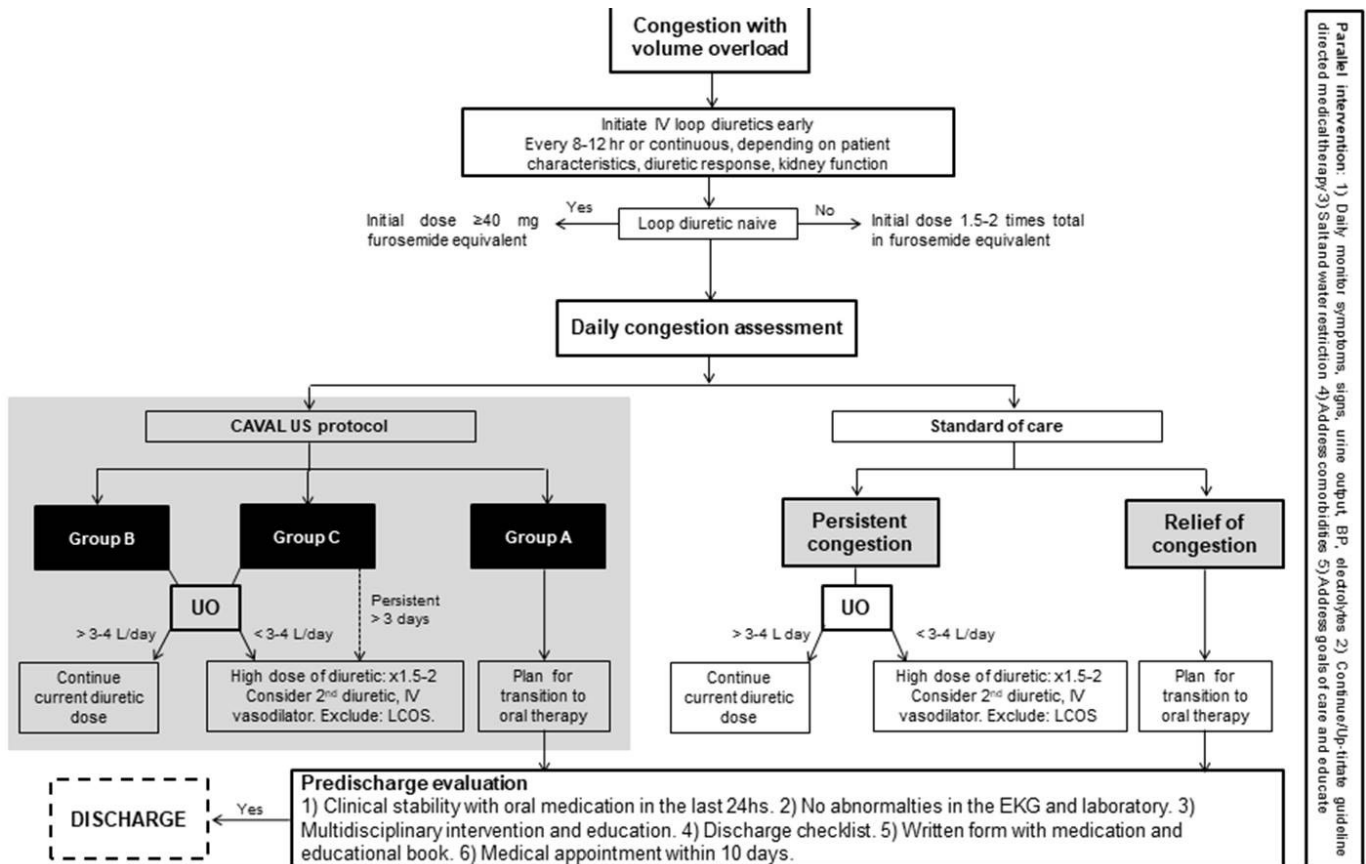 Congestion with
volume overload
Initiate IV loop diuretics early
Every 8-12 hr or continuous, depending on patient
characteristics, diuretic response, kidney function
Yes
Loop diuretic naive
No
Initial dose ≥40 mg
furosemide equivalent
Initial dose 1.5-2 times total
in furosemide equivalent
Daily congestion assessment
CAVAL US protocol
Standard of care
Group B
Group C
Group A
Persistent
congestion
Relief of
congestion
UO
Persistent
> 3 days
> 3-4 L/day
< 3-4 L/day
UO
> 3-4 L day
< 3-4 L/day
Continue
current diuretic
dose
High dose of diuretic: x1.5-2
Consider 2nd diuretic, IV
vasodilator. Exclude: LCOS.
Plan for
transition to
oral therapy
Continue
current diuretic
dose
High dose of diuretic: x1.5-2
Consider 2nd diuretic, IV
vasodilator. Exclude: LCOS
Plan for
transition to
oral therapy
Predischarge evaluation
1) Clinical stability with oral medication in the last 24hs. 2) No abnormalties in the EKG and laboratory. 3)
Multidisciplinary intervention and education. 4) Discharge checklist. 5) Written form with medication and
educational book. 6) Medical appointment within 10 days.
Yes
DISCHARGE
Parallel intervention: 1) Daily monitor symptoms, signs, urine output, BP, electrolytes 2) Continue/Up-tirtate guideline
directed medical therapy 3) Salt and water restriction 4) Address comorbidities 5) Address goals of care and educate